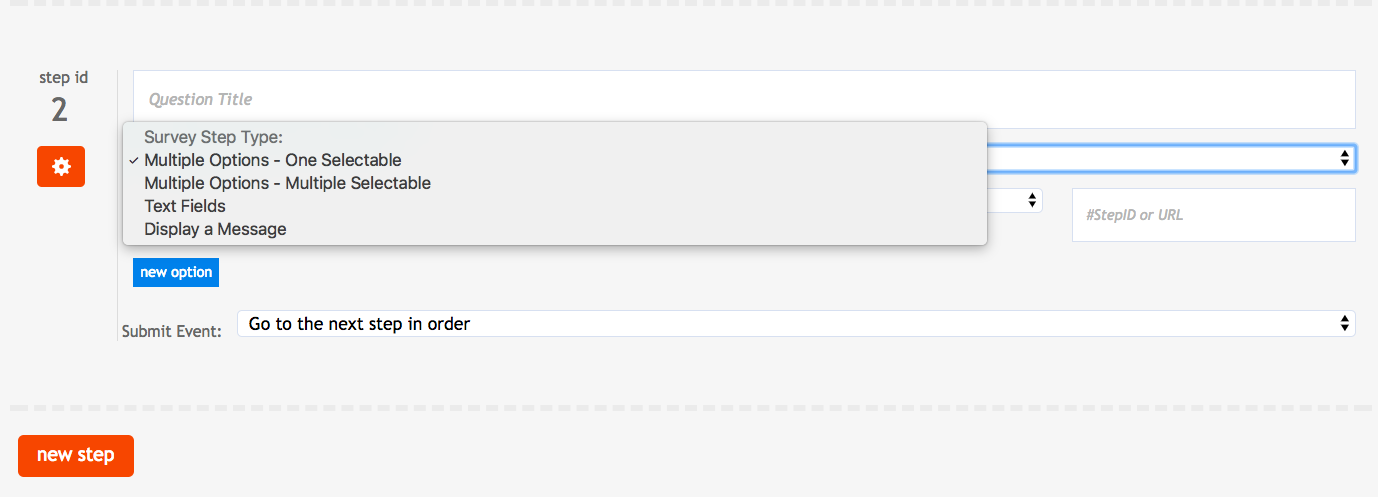 step id
2
Question Title
Survey Step Type:
✓ Multiple Options - One Selectable
Multiple Options - Multiple Selectable
Text Fields
Display a Message
#StepID or URL
new option
Submit Event: Go to the next step in order
new step